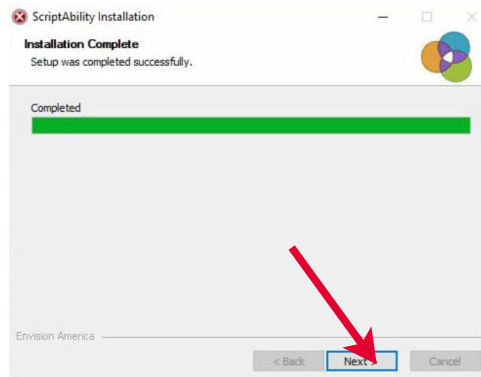 ScriptAbility Installation
Installation Complete
Setup was completed successfully.
Completed
Envision America
< Back Next > Cancel